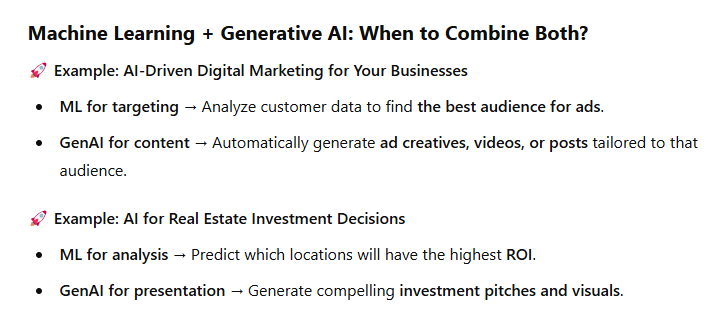 Machine Learning + Generative AI: When to Combine Both?
🚀 Example: AI-Driven Digital Marketing for Your Businesses
• ML for targeting → Analyze customer data to find the best audience for ads.
• GenAI for content → Automatically generate ad creatives, videos, or posts tailored to that
audience.
🚀 Example: AI for Real Estate Investment Decisions
• ML for analysis → Predict which locations will have the highest ROI.
• GenAI for presentation → Generate compelling investment pitches and visuals.